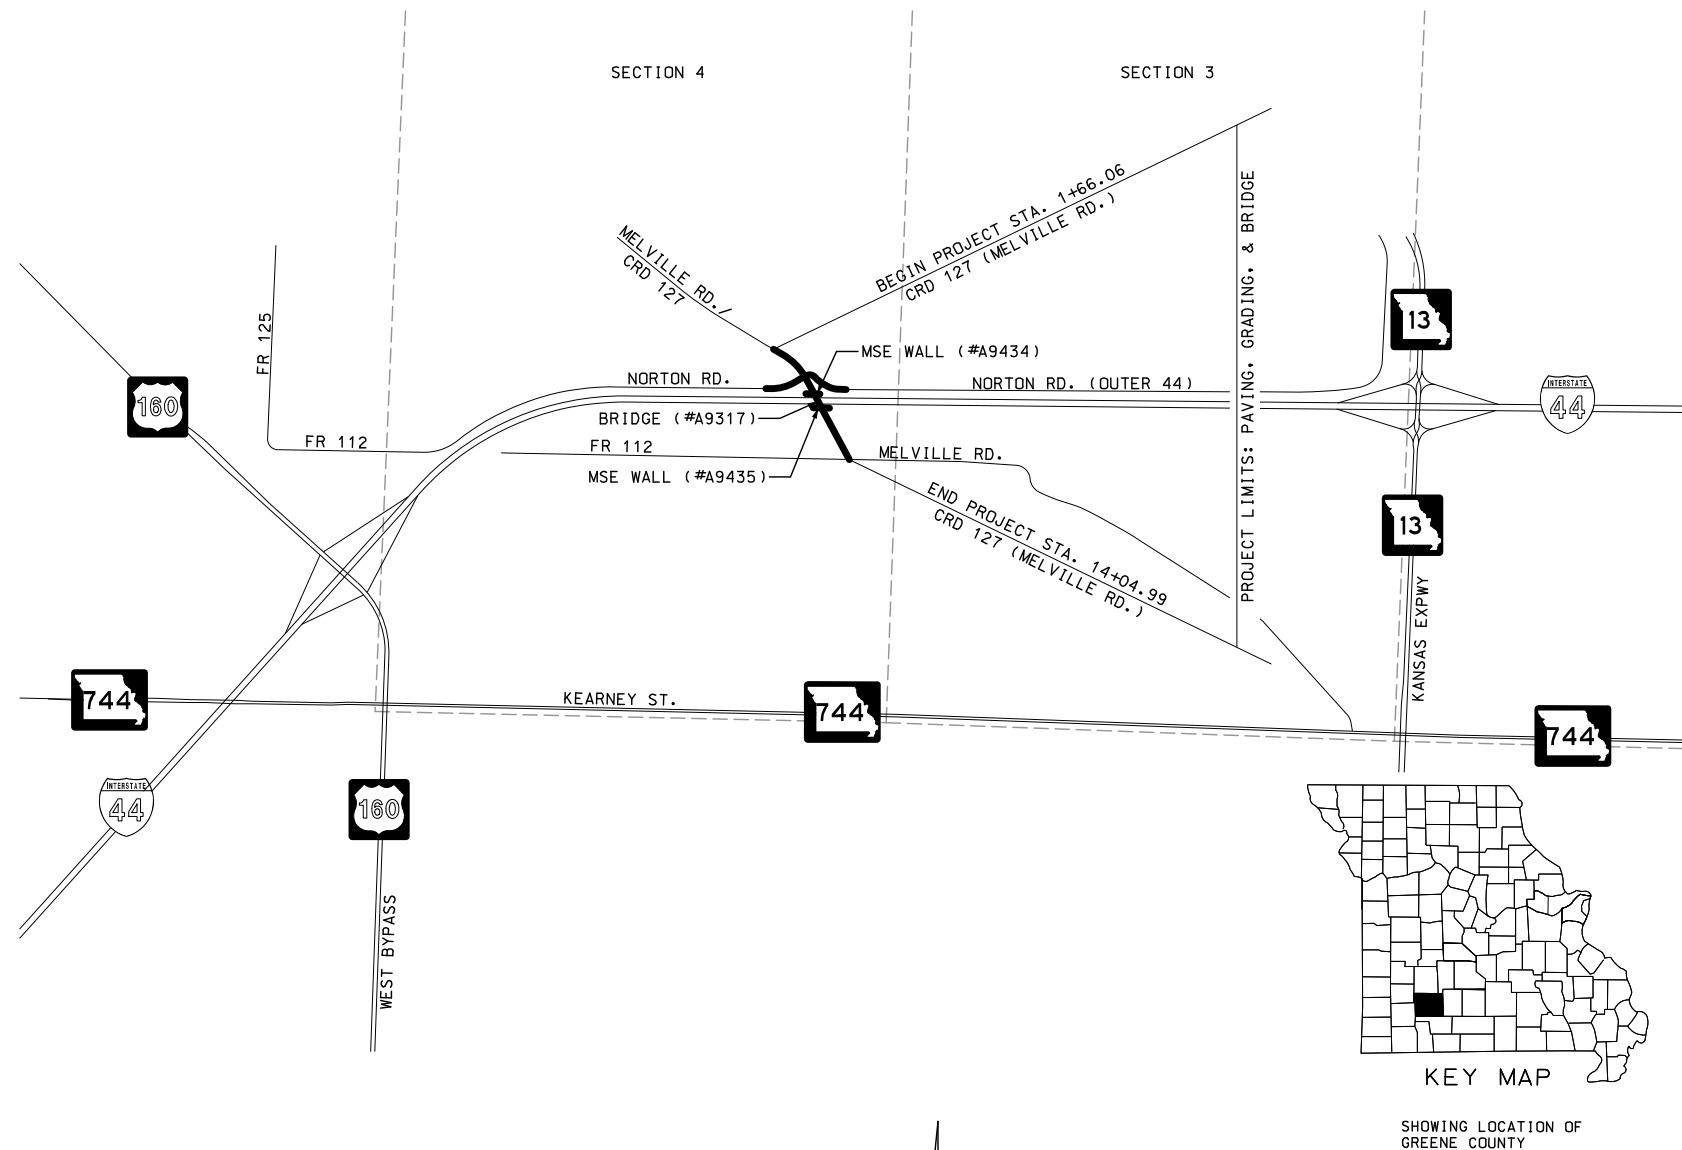 SECTION 4
SECTION 3
BEGIN PROJECT STA. 1+66.06
CRD 127 (MELVILLE RD.)
MELVILLE RD./
CRD 127
PROJECT LIMITS: PAVING, GRADING, & BRIDGE
FR 125
13
MSE WALL (#A9434)
NORTON RD.
NORTON RD. (OUTER 44)
INTERSTATE
44
160
BRIDGE (#A9317)
FR 112
FR 112
MELVILLE RD.
MSE WALL (#A9435)
END PROJECT STA. 14+04.99
CRD 127 (MELVILLE RD.)
13
KANSAS EXPWY
744
KEARNEY ST.
744
744
INTERSTATE
44
160
WEST BYPASS
KEY MAP
SHOWING LOCATION OF
GREENE COUNTY